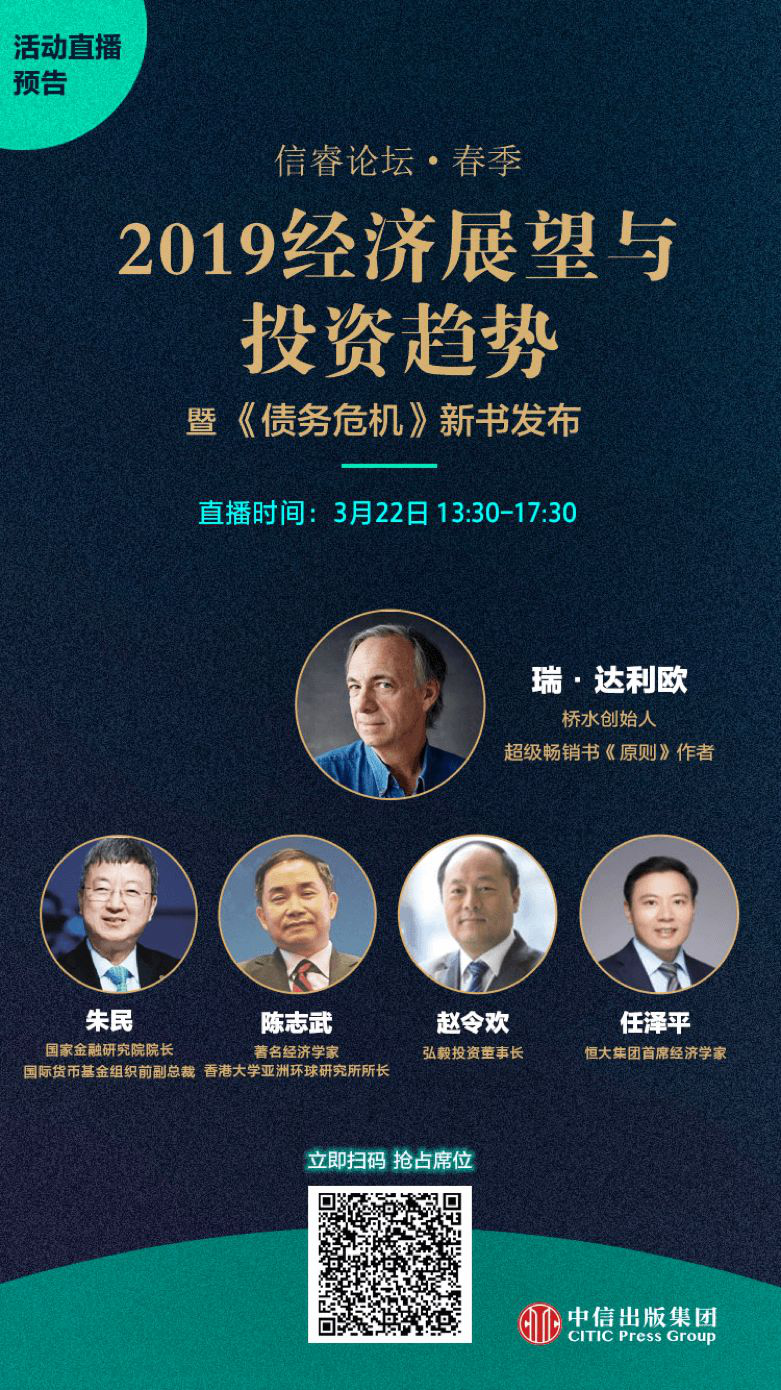 活动直播
预告
信睿论坛·春季
2019经济展望与
投资趋势
暨《债务危机》新书发布
直播时间：3月22日 13:30-17:30
瑞·达利欧
桥水创始人
超级畅销书《原则》作者
朱民
国家金融研究院院长
国际货币基金组织前副总裁
陈志武
著名经济学家
香港大学亚洲环球研究所所长
赵令欢
弘毅投资董事长
任泽平
恒大集团首席经济学家
立即扫码 抢占席位
中信出版集团
CITIC Press Group